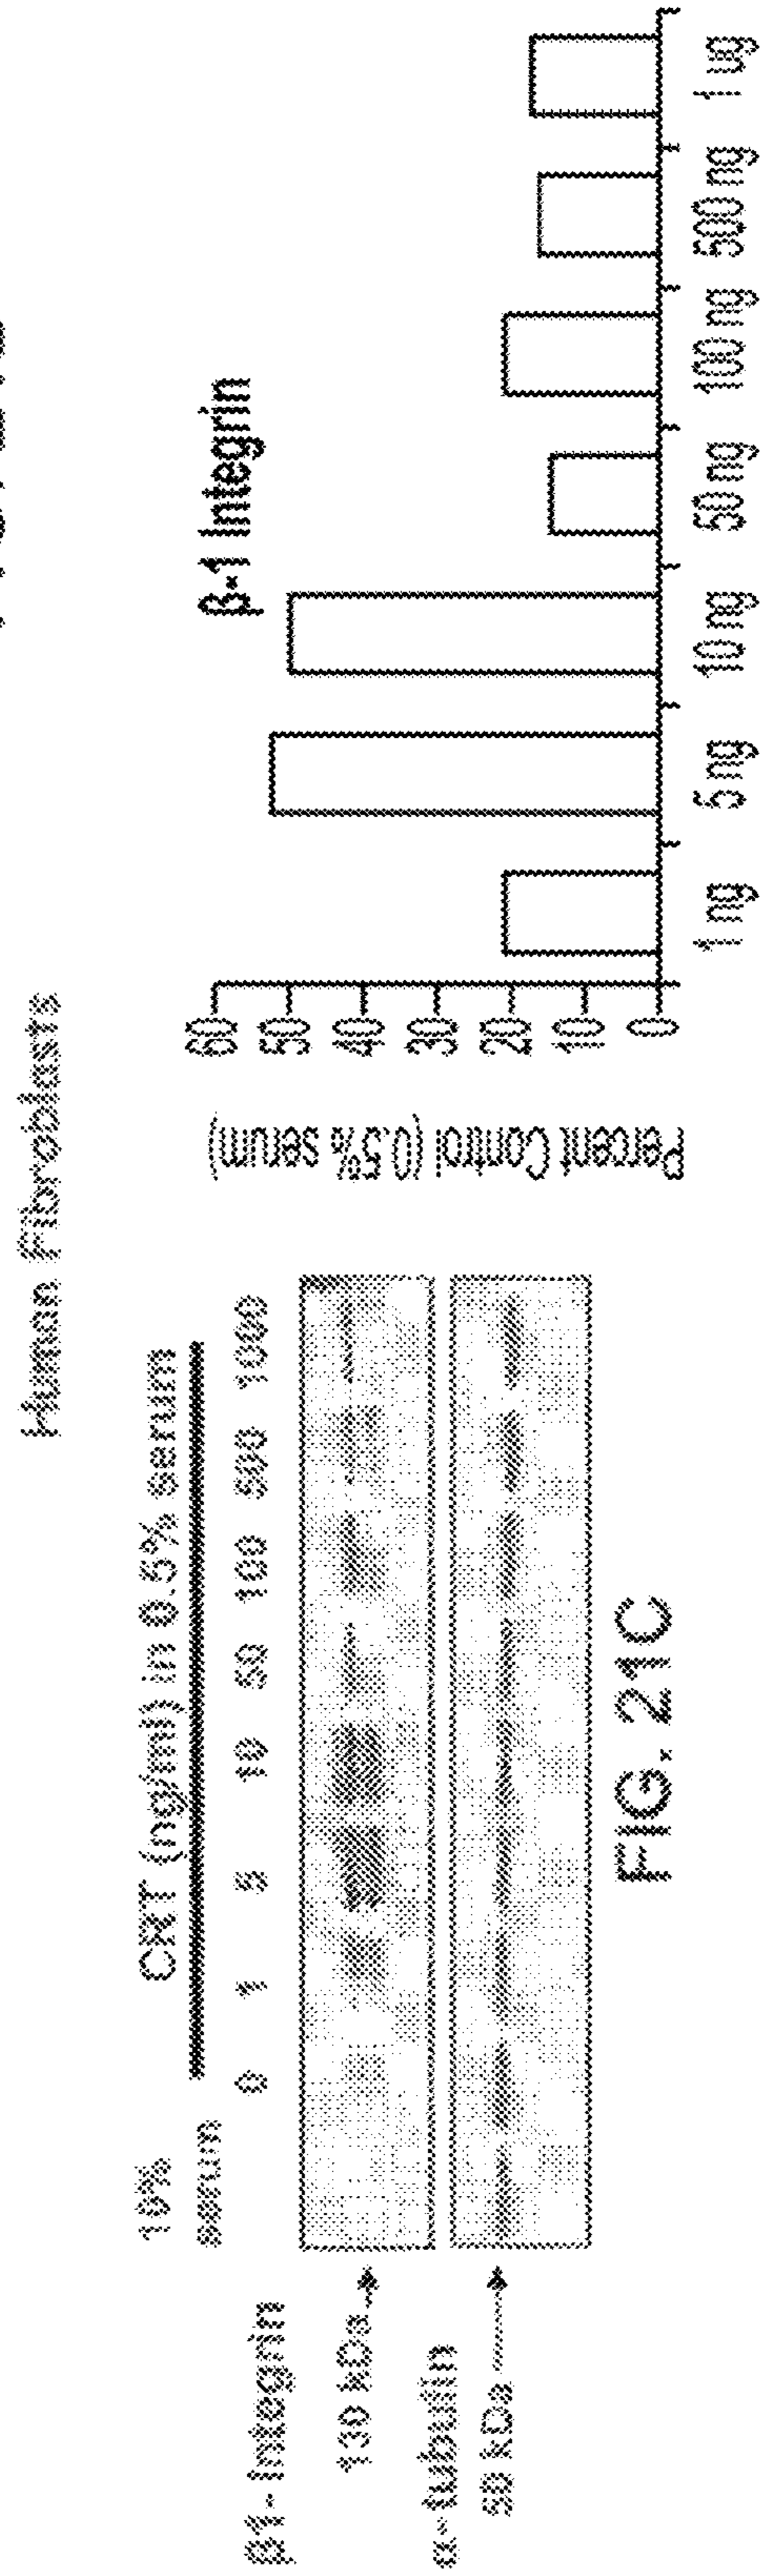 Human Fibroblasts
10%
serum
CRT (ng/ml) in 0.5% serum
0 1 5 10 50 100 500 1000
β1- Integrin
130 kDa
α- tubulin
50 kDa
FIG. 21C
β-1 Integrin
Percent Control (0.5% serum)
60
50
40
30
20
10
0
1 ng 5 ng 10 ng 50 ng 100 ng 500 ng 1 ug